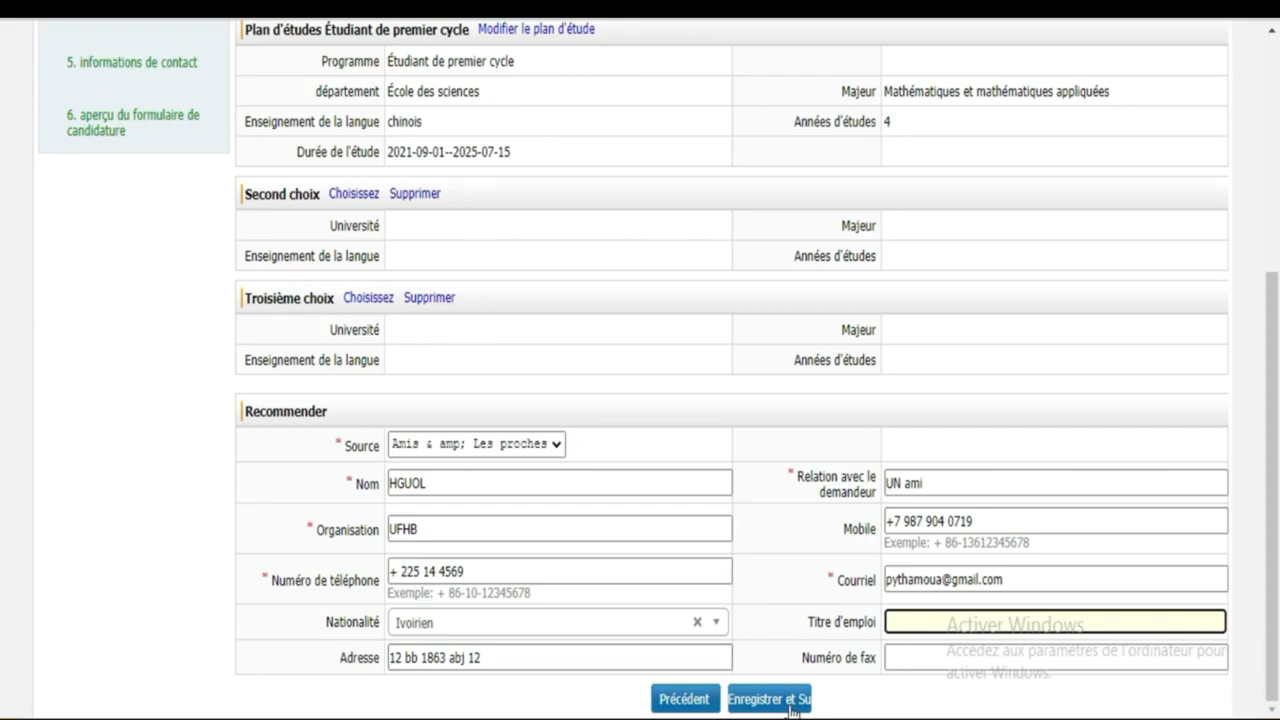 Plan d'études Étudiant de premier cycle Modifier le plan d'étude
5. informations de contact
6. aperçu du formulaire de
candidature
Programme Étudiant de premier cycle
département École des sciences Majeur Mathématiques et mathématiques appliquées
Enseignement de la langue chinois Années d'études 4
Durée de l'étude 2021-09-01--2025-07-15
Second choix Choisissez Supprimer
Université Majeur
Enseignement de la langue Années d'études
Troisième choix Choisissez Supprimer
Université Majeur
Enseignement de la langue Années d'études
Recommender
* Source Amis & amp; Les proches
* Nom HGUOL
* Relation avec le
demandeur UN ami
* Organisation UFHB
Mobile +7 987 904 0719
Exemple: + 86-13612345678
* Numéro de téléphone + 225 14 4569
Exemple: + 86-10-12345678
* Courriel pythamoua@gmail.com
Nationalité Ivoirien × Titre d'emploi
Adresse 12 bb 1863 abj 12 Numéro de fax
Activer Windows
Accédez aux paramètres de l'ordinateur pour
activer Windows.
Précédent Enregistrer et Su